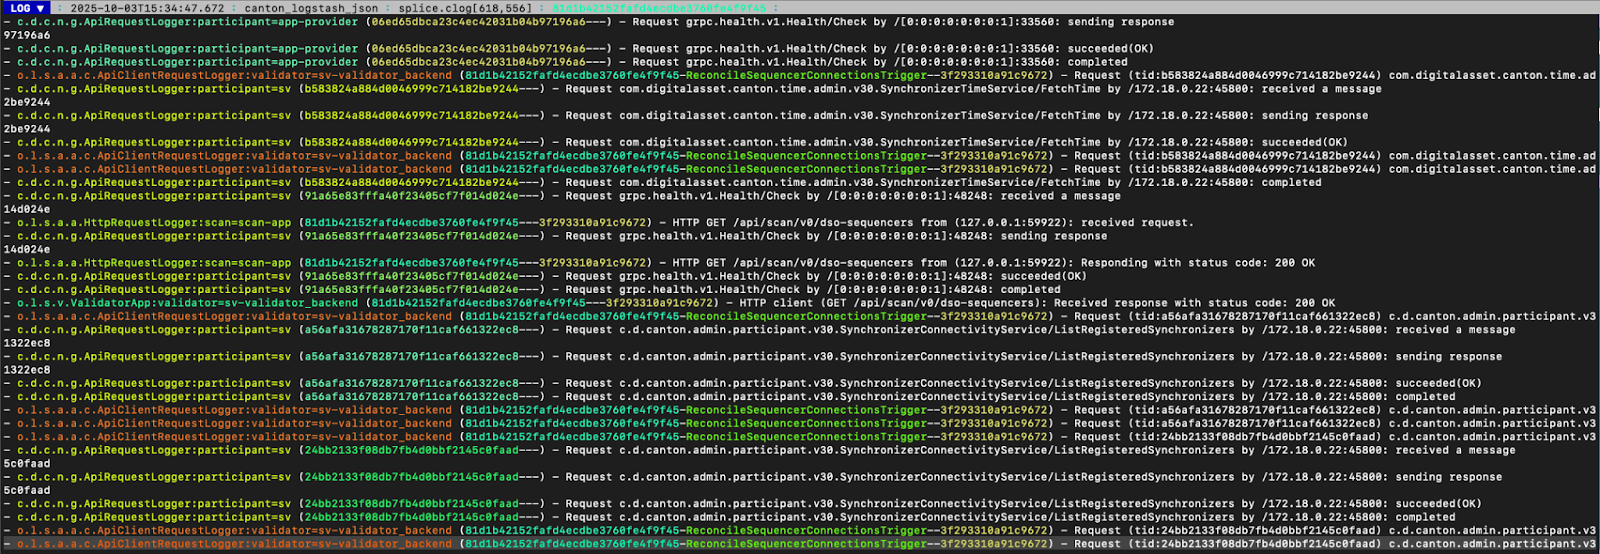 LOG ▼ : 2025-10-03T15:34:47.672 : canton_logstash_json : splice.clog[618,556] : 81d1b42152fafd4ecdbe3760fe4f9f45 :
– c.d.c.n.g.ApiRequestLogger:participant=app-provider (06ed65dbca23c4ec42031b04b97196a6———) – Request grpc.health.v1.Health/Check by /[0:0:0:0:0:0:0:1]:33560: sending response
97196a6
– c.d.c.n.g.ApiRequestLogger:participant=app-provider (06ed65dbca23c4ec42031b04b97196a6———) – Request grpc.health.v1.Health/Check by /[0:0:0:0:0:0:0:1]:33560: succeeded(OK)
– c.d.c.n.g.ApiRequestLogger:participant=app-provider (06ed65dbca23c4ec42031b04b97196a6———) – Request grpc.health.v1.Health/Check by /[0:0:0:0:0:0:0:1]:33560: completed
– o.l.s.a.a.c.ApiClientRequestLogger:validator=sv-validator_backend (81d1b42152fafd4ecdbe3760fe4f9f45-ReconcileSequencerConnectionsTrigger——3f293310a91c9672) – Request (tid:b583824a884d0046999c714182be9244) com.digitalasset.canton.time.ad
– c.d.c.n.g.ApiRequestLogger:participant=sv (b583824a884d0046999c714182be9244———) – Request com.digitalasset.canton.time.admin.v30.SynchronizerTimeService/FetchTime by /172.18.0.22:45800: received a message
2be9244
– c.d.c.n.g.ApiRequestLogger:participant=sv (b583824a884d0046999c714182be9244———) – Request com.digitalasset.canton.time.admin.v30.SynchronizerTimeService/FetchTime by /172.18.0.22:45800: sending response
2be9244
– c.d.c.n.g.ApiRequestLogger:participant=sv (b583824a884d0046999c714182be9244———) – Request com.digitalasset.canton.time.admin.v30.SynchronizerTimeService/FetchTime by /172.18.0.22:45800: succeeded(OK)
– o.l.s.a.a.c.ApiClientRequestLogger:validator=sv-validator_backend (81d1b42152fafd4ecdbe3760fe4f9f45-ReconcileSequencerConnectionsTrigger——3f293310a91c9672) – Request (tid:b583824a884d0046999c714182be9244) com.digitalasset.canton.time.ad
– o.l.s.a.a.c.ApiClientRequestLogger:validator=sv-validator_backend (81d1b42152fafd4ecdbe3760fe4f9f45-ReconcileSequencerConnectionsTrigger——3f293310a91c9672) – Request (tid:b583824a884d0046999c714182be9244) com.digitalasset.canton.time.ad
– c.d.c.n.g.ApiRequestLogger:participant=sv (b583824a884d0046999c714182be9244———) – Request com.digitalasset.canton.time.admin.v30.SynchronizerTimeService/FetchTime by /172.18.0.22:45800: completed
– c.d.c.n.g.ApiRequestLogger:participant=sv (91a65e83fffa40f23405cf7f014d024e———) – Request grpc.health.v1.Health/Check by /[0:0:0:0:0:0:0:1]:48248: received a message
14d024e
– o.l.s.a.a.HttpRequestLogger:scan=scan-app (81d1b42152fafd4ecdbe3760fe4f9f45———3f293310a91c9672) – HTTP GET /api/scan/v0/dso-sequencers from (127.0.0.1:59922): received request.
– c.d.c.n.g.ApiRequestLogger:participant=sv (91a65e83fffa40f23405cf7f014d024e———) – Request grpc.health.v1.Health/Check by /[0:0:0:0:0:0:0:1]:48248: sending response
14d024e
– o.l.s.a.a.HttpRequestLogger:scan=scan-app (81d1b42152fafd4ecdbe3760fe4f9f45———3f293310a91c9672) – HTTP GET /api/scan/v0/dso-sequencers from (127.0.0.1:59922): Responding with status code: 200 OK
– c.d.c.n.g.ApiRequestLogger:participant=sv (91a65e83fffa40f23405cf7f014d024e———) – Request grpc.health.v1.Health/Check by /[0:0:0:0:0:0:0:1]:48248: succeeded(OK)
– c.d.c.n.g.ApiRequestLogger:participant=sv (91a65e83fffa40f23405cf7f014d024e———) – Request grpc.health.v1.Health/Check by /[0:0:0:0:0:0:0:1]:48248: completed
– o.l.s.v.ValidatorApp:validator=sv-validator_backend (81d1b42152fafd4ecdbe3760fe4f9f45———3f293310a91c9672) – HTTP client (GET /api/scan/v0/dso-sequencers): Received response with status code: 200 OK
– o.l.s.a.a.c.ApiClientRequestLogger:validator=sv-validator_backend (81d1b42152fafd4ecdbe3760fe4f9f45-ReconcileSequencerConnectionsTrigger——3f293310a91c9672) – Request (tid:a56afa31678287170f11caf661322ec8) c.d.canton.admin.participant.v3
– c.d.c.n.g.ApiRequestLogger:participant=sv (a56afa31678287170f11caf661322ec8———) – Request c.d.canton.admin.participant.v30.SynchronizerConnectivityService/ListRegisteredSynchronizers by /172.18.0.22:45800: received a message
1322ec8
– c.d.c.n.g.ApiRequestLogger:participant=sv (a56afa31678287170f11caf661322ec8———) – Request c.d.canton.admin.participant.v30.SynchronizerConnectivityService/ListRegisteredSynchronizers by /172.18.0.22:45800: sending response
1322ec8
– c.d.c.n.g.ApiRequestLogger:participant=sv (a56afa31678287170f11caf661322ec8———) – Request c.d.canton.admin.participant.v30.SynchronizerConnectivityService/ListRegisteredSynchronizers by /172.18.0.22:45800: succeeded(OK)
– c.d.c.n.g.ApiRequestLogger:participant=sv (a56afa31678287170f11caf661322ec8———) – Request c.d.canton.admin.participant.v30.SynchronizerConnectivityService/ListRegisteredSynchronizers by /172.18.0.22:45800: completed
– o.l.s.a.a.c.ApiClientRequestLogger:validator=sv-validator_backend (81d1b42152fafd4ecdbe3760fe4f9f45-ReconcileSequencerConnectionsTrigger——3f293310a91c9672) – Request (tid:a56afa31678287170f11caf661322ec8) c.d.canton.admin.participant.v3
– o.l.s.a.a.c.ApiClientRequestLogger:validator=sv-validator_backend (81d1b42152fafd4ecdbe3760fe4f9f45-ReconcileSequencerConnectionsTrigger——3f293310a91c9672) – Request (tid:a56afa31678287170f11caf661322ec8) c.d.canton.admin.participant.v3
– o.l.s.a.a.c.ApiClientRequestLogger:validator=sv-validator_backend (81d1b42152fafd4ecdbe3760fe4f9f45-ReconcileSequencerConnectionsTrigger——3f293310a91c9672) – Request (tid:24bb2133f08db7fb4d0bbf2145c0faad) c.d.canton.admin.participant.v3
– c.d.c.n.g.ApiRequestLogger:participant=sv (24bb2133f08db7fb4d0bbf2145c0faad———) – Request c.d.canton.admin.participant.v30.SynchronizerConnectivityService/ListRegisteredSynchronizers by /172.18.0.22:45800: received a message
5c0faad
– c.d.c.n.g.ApiRequestLogger:participant=sv (24bb2133f08db7fb4d0bbf2145c0faad———) – Request c.d.canton.admin.participant.v30.SynchronizerConnectivityService/ListRegisteredSynchronizers by /172.18.0.22:45800: sending response
5c0faad
– c.d.c.n.g.ApiRequestLogger:participant=sv (24bb2133f08db7fb4d0bbf2145c0faad———) – Request c.d.canton.admin.participant.v30.SynchronizerConnectivityService/ListRegisteredSynchronizers by /172.18.0.22:45800: succeeded(OK)
– c.d.c.n.g.ApiRequestLogger:participant=sv (24bb2133f08db7fb4d0bbf2145c0faad———) – Request c.d.canton.admin.participant.v30.SynchronizerConnectivityService/ListRegisteredSynchronizers by /172.18.0.22:45800: completed
– o.l.s.a.a.c.ApiClientRequestLogger:validator=sv-validator_backend (81d1b42152fafd4ecdbe3760fe4f9f45-ReconcileSequencerConnectionsTrigger——3f293310a91c9672) – Request (tid:24bb2133f08db7fb4d0bbf2145c0faad) c.d.canton.admin.participant.v3
– o.l.s.a.a.c.ApiClientRequestLogger:validator=sv-validator_backend (81d1b42152fafd4ecdbe3760fe4f9f45-ReconcileSequencerConnectionsTrigger——3f293310a91c9672) – Request (tid:24bb2133f08db7fb4d0bbf2145c0faad) c.d.canton.admin.participant.v3